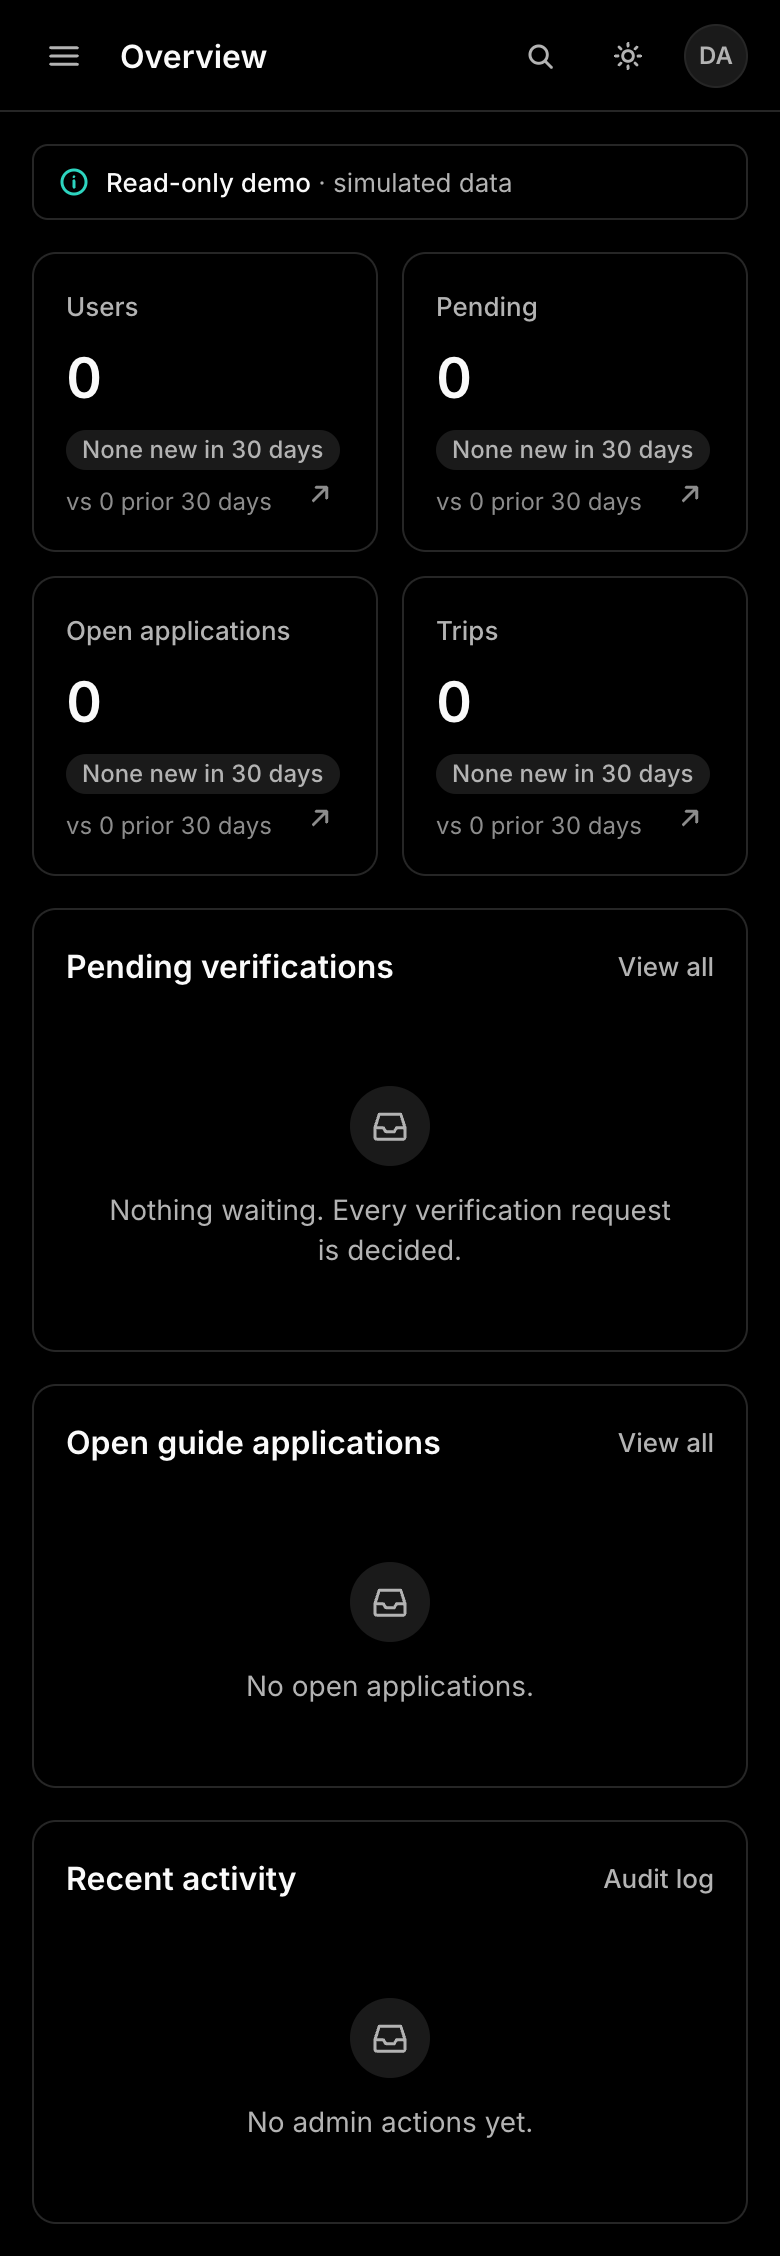 Overview
DA
Read-only demo · simulated data
Users
0
None new in 30 days
vs 0 prior 30 days
Pending
0
None new in 30 days
vs 0 prior 30 days
Open applications
0
None new in 30 days
vs 0 prior 30 days
Trips
0
None new in 30 days
vs 0 prior 30 days
Pending verifications
View all
Nothing waiting. Every verification request
is decided.
Open guide applications
View all
No open applications.
Recent activity
Audit log
No admin actions yet.